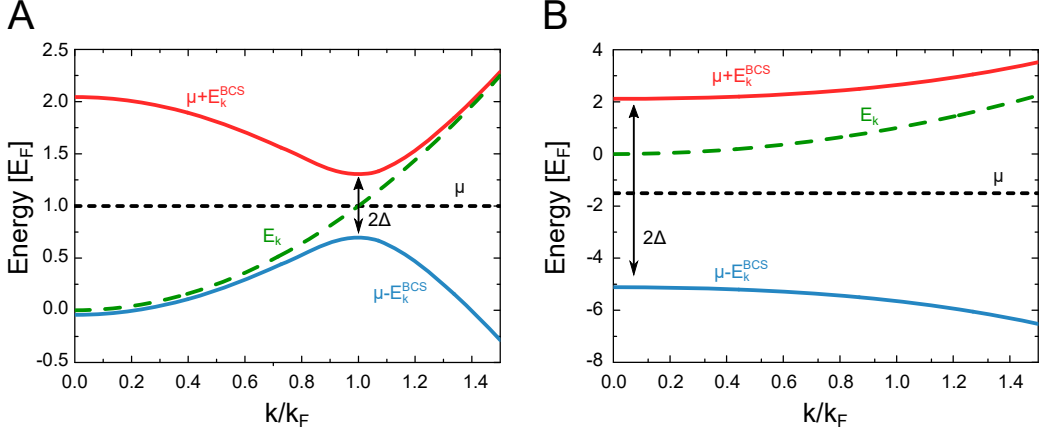 A
Energy [E_F]
2.5
2.0
1.5
1.0
0.5
0.0
-0.5
μ+E_k^BCS
μ
2Δ
E_k
μ-E_k^BCS
0.0 0.2 0.4 0.6 0.8 1.0 1.2 1.4
k/k_F
B
Energy [E_F]
4
2
0
-2
-4
-6
-8
μ+E_k^BCS
E_k
μ
2Δ
μ-E_k^BCS
0.0 0.2 0.4 0.6 0.8 1.0 1.2 1.4
k/k_F